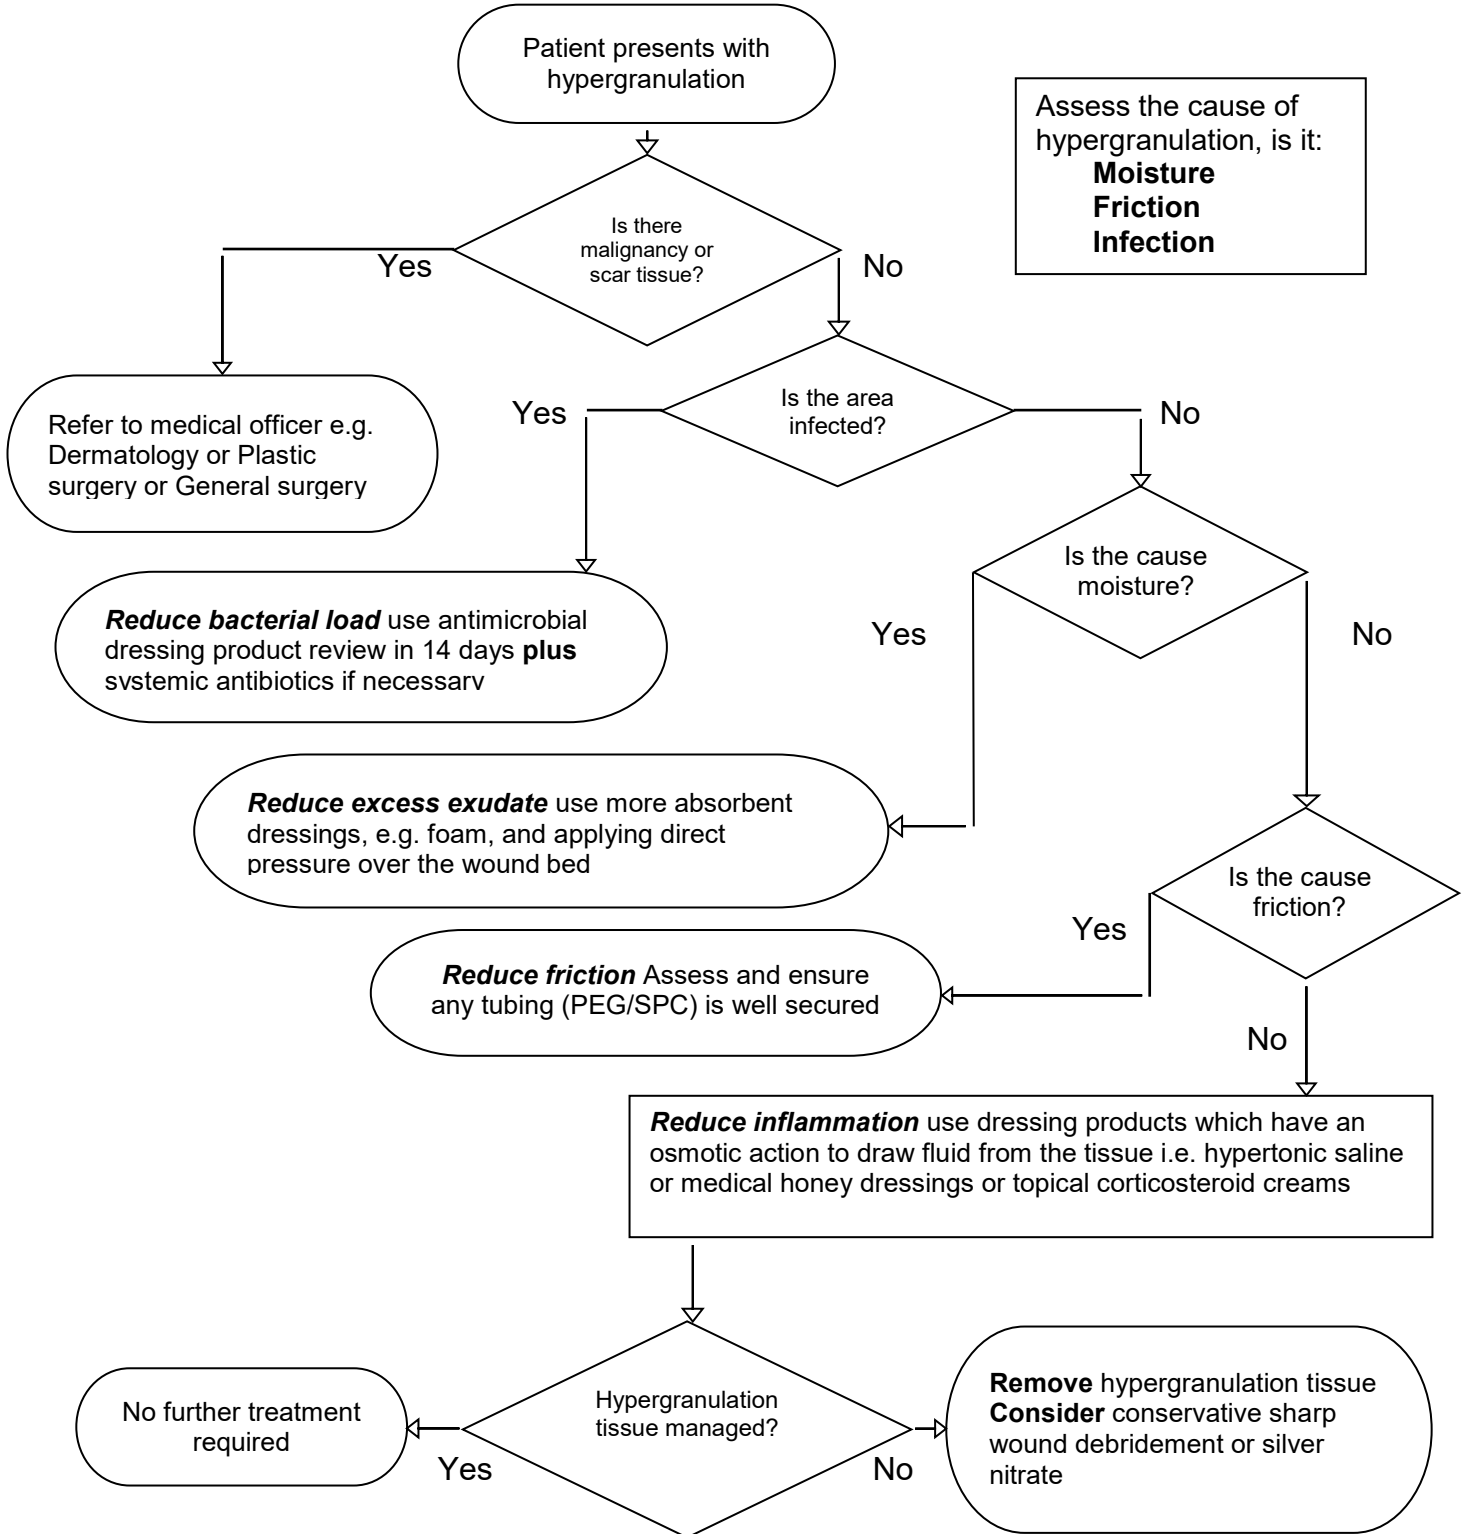 Patient presents with
hypergranulation
Assess the cause of
hypergranulation, is it:
Moisture
Friction
Infection
Is there
malignancy or
scar tissue?
Yes
No
Refer to medical officer e.g.
Dermatology or Plastic
surgery or General surgery
Is the area
infected?
Yes
No
Reduce bacterial load use antimicrobial
dressing product review in 14 days plus
systemic antibiotics if necessary
Is the cause
moisture?
Yes
No
Reduce excess exudate use more absorbent
dressings, e.g. foam, and applying direct
pressure over the wound bed
Is the cause
friction?
Yes
No
Reduce friction Assess and ensure
any tubing (PEG/SPC) is well secured
Reduce inflammation use dressing products which have an
osmotic action to draw fluid from the tissue i.e. hypertonic saline
or medical honey dressings or topical corticosteroid creams
Hypergranulation
tissue managed?
Yes
No
No further treatment
required
Remove hypergranulation tissue
Consider conservative sharp
wound debridement or silver
nitrate